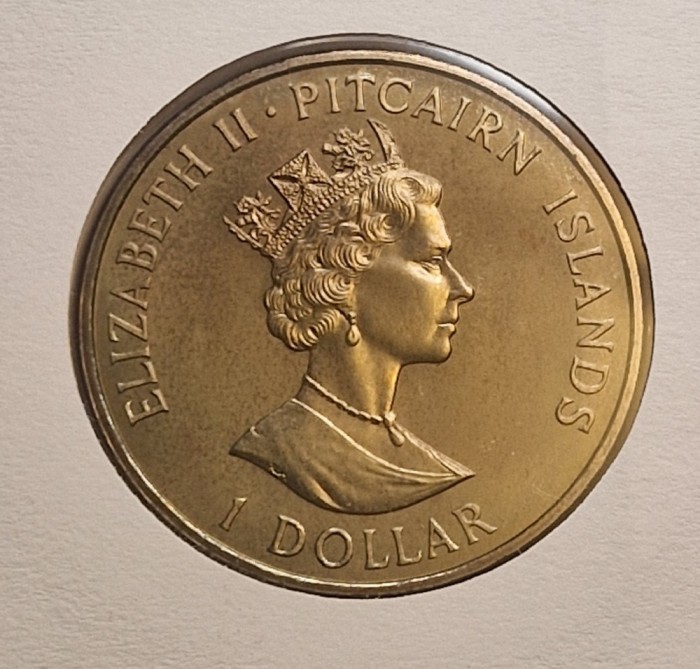 ELIZABETH II · PITCAIRN ISLANDS
1 DOLLAR